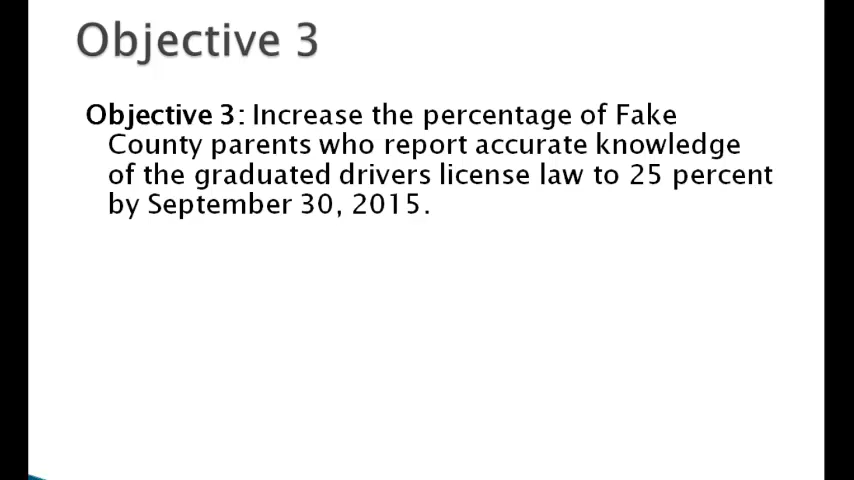 Objective 3
Objective 3: Increase the percentage of Fake
County parents who report accurate knowledge
of the graduated drivers license law to 25 percent
by September 30, 2015.